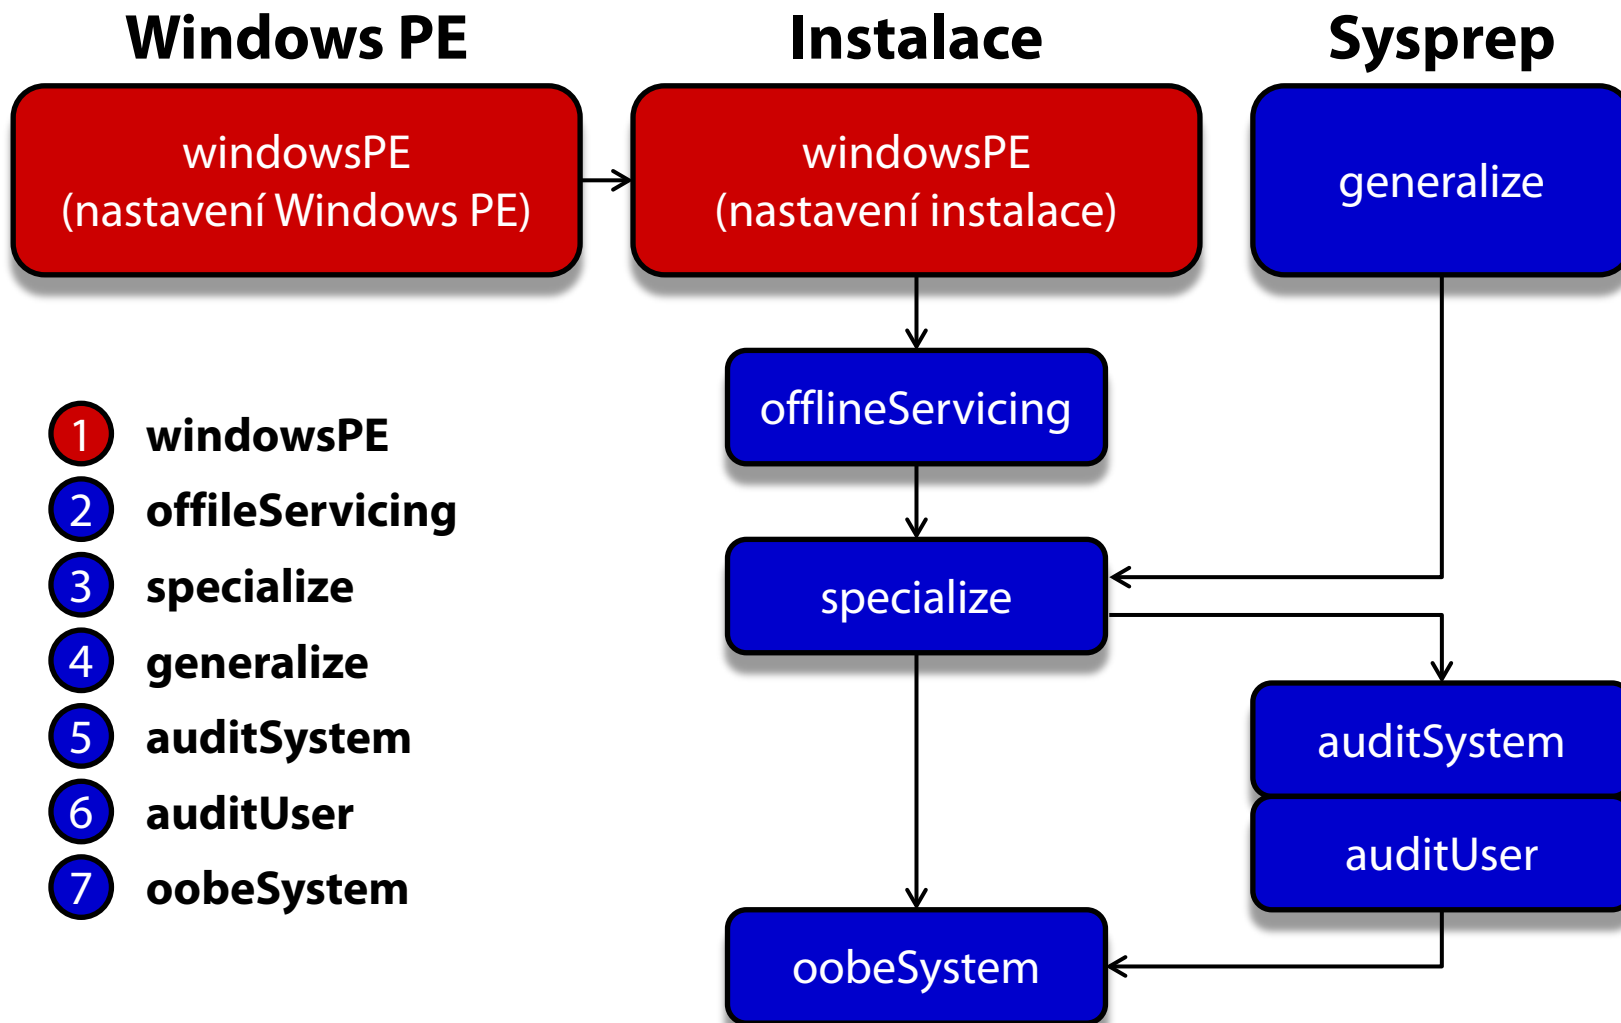 Windows PE
Instalace
Sysprep
windowsPE
(nastavení Windows PE)
windowsPE
(nastavení instalace)
generalize
offlineServicing
1 windowsPE
2 offileServicing
3 specialize
specialize
4 generalize
5 auditSystem
auditSystem
6 auditUser
auditUser
7 oobeSystem
oobeSystem